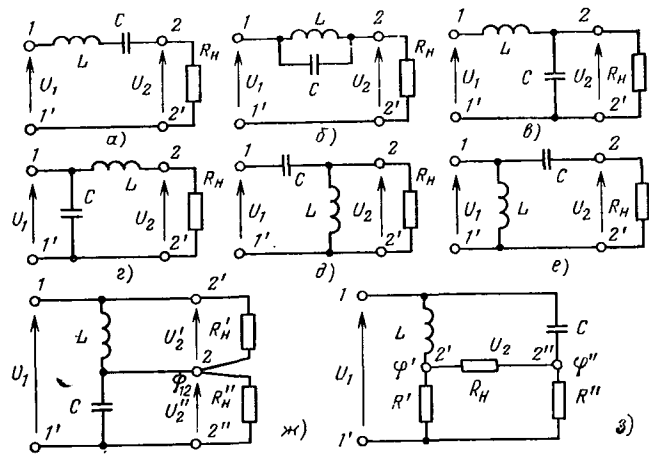 1 L C 2 Rн
U1 U2
1' 2'
а)
1 L 2 Rн
C
U1 U2
1' 2'
б)
1 L 2
U1 C U2 Rн
1' 2'
в)
1 L 2 Rн
C
U1 U2
1' 2'
г)
1 C 2 Rн
U1 L U2
1' 2'
д)
1 C 2
U1 L U2 Rн
1' 2'
е)
1 2'
L U2' Rн'
U1 Φ12 2
C U2'' Rн''
1' 2''
ж)
1
L C
U1 φ' 2' U2 2'' φ''
R' Rн R''
1'
з)